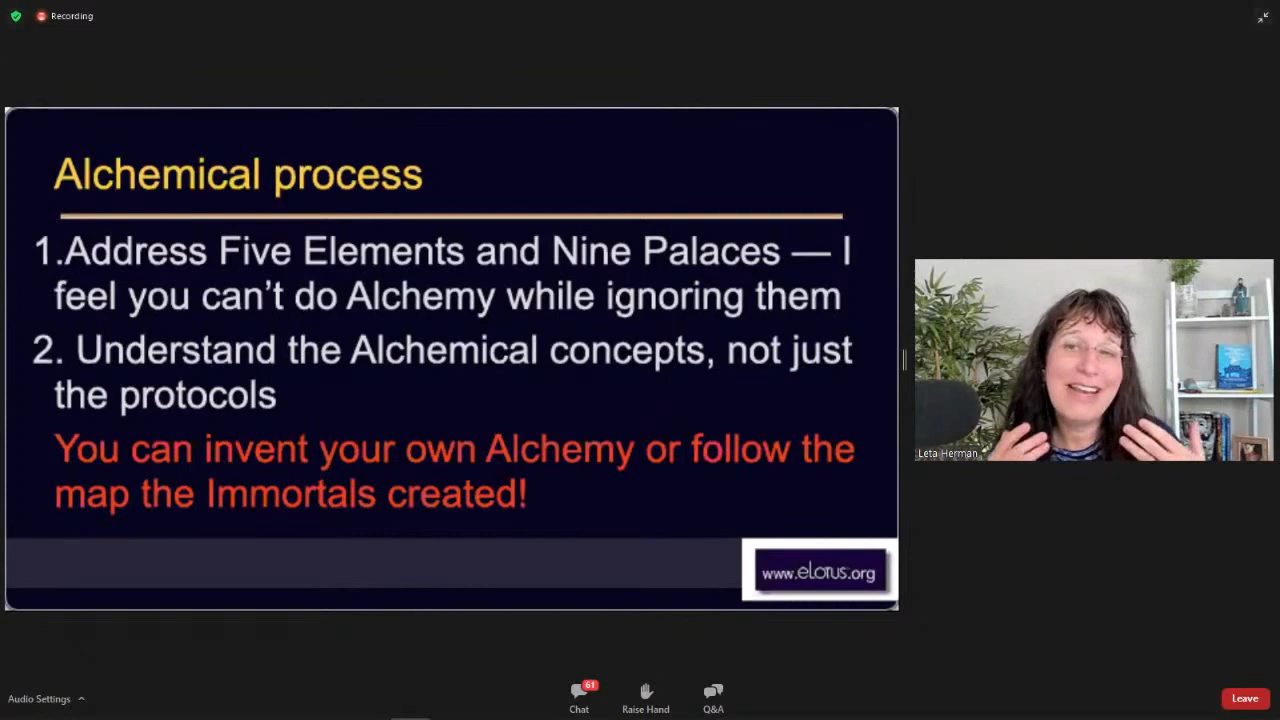 Recording
Alchemical process
1.Address Five Elements and Nine Palaces — I
feel you can't do Alchemy while ignoring them
2. Understand the Alchemical concepts, not just
the protocols
You can invent your own Alchemy or follow the
map the Immortals created!
www.eLotus.org
Leta Herman
Audio Settings
61
Chat
Raise Hand
Q&A
Leave